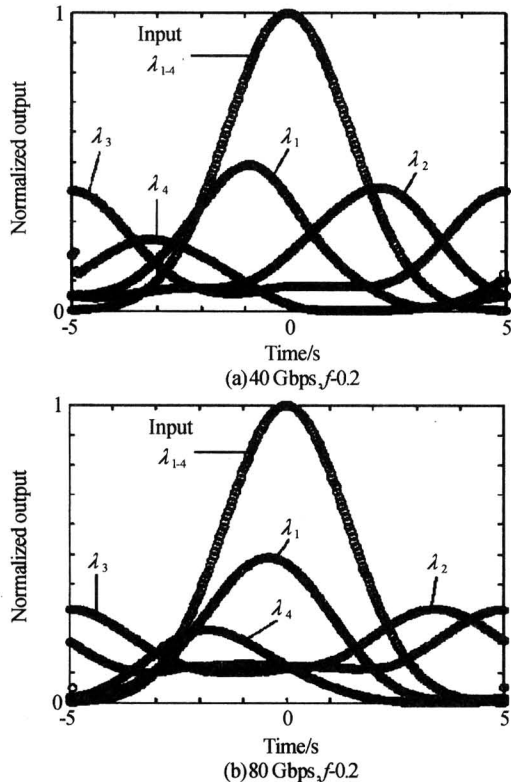 1
Input
λ1-4
Normalized output
λ3
λ1
λ2
λ4
0
-5
0
5
Time/s
(a)40 Gbps,f-0.2
1
Input
λ1-4
Normalized output
λ1
λ3
λ2
λ4
0
-5
0
5
Time/s
(b)80 Gbps,f-0.2